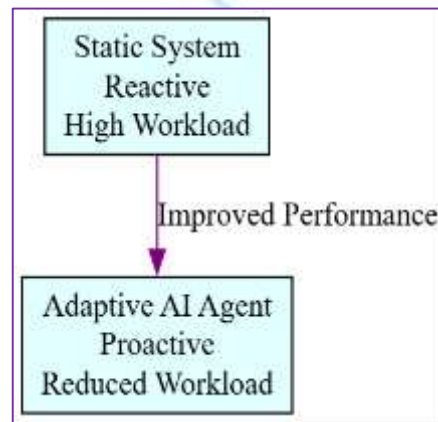 Static System
Reactive
High Workload
Improved Performance
Adaptive AI Agent
Proactive
Reduced Workload